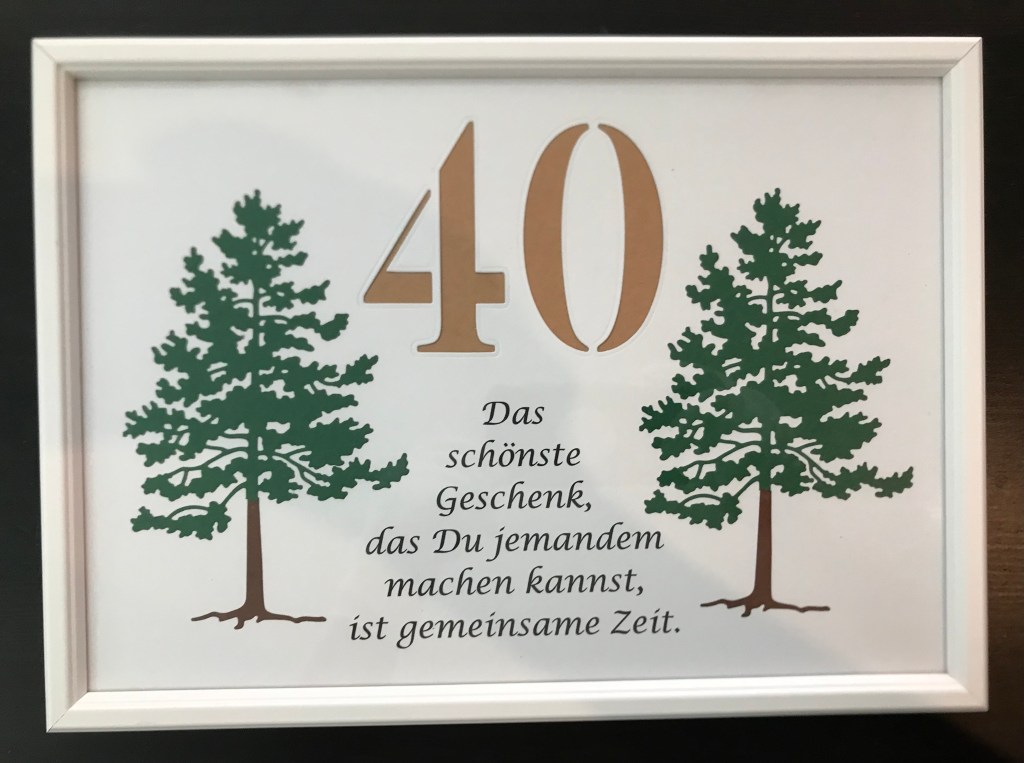 40
Das
schönste
Geschenk,
das Du jemandem
machen kannst,
ist gemeinsame Zeit.